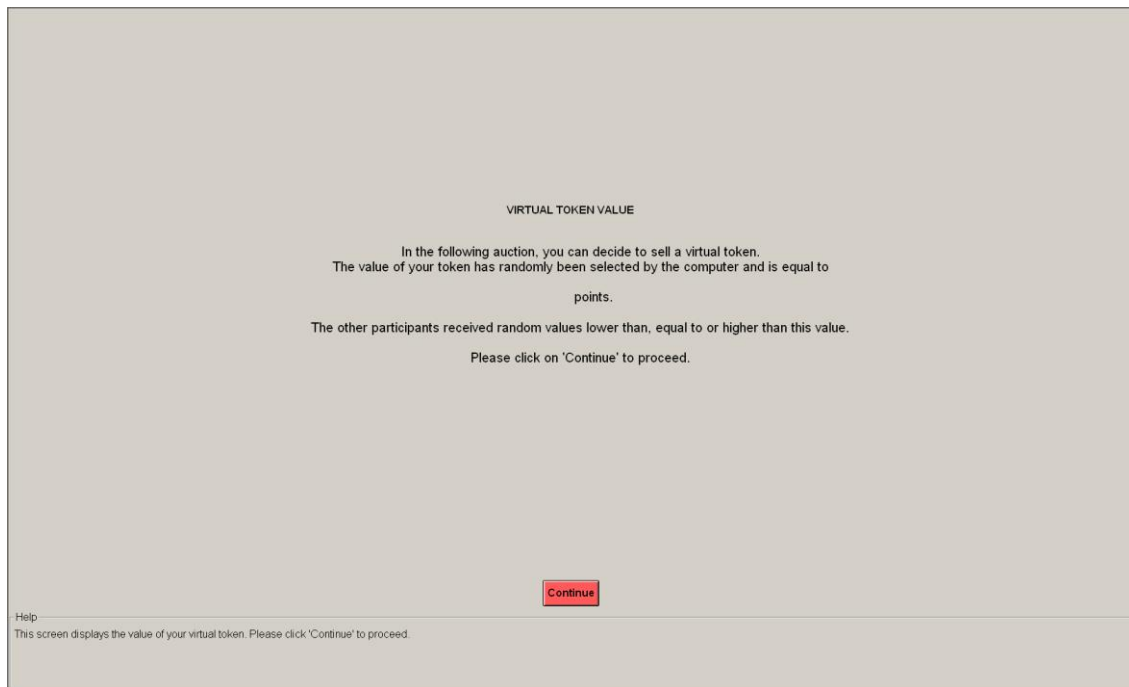 VIRTUAL TOKEN VALUE
In the following auction, you can decide to sell a virtual token.
The value of your token has randomly been selected by the computer and is equal to
points.
The other participants received random values lower than, equal to or higher than this value.
Please click on 'Continue' to proceed.
Continue
Help
This screen displays the value of your virtual token. Please click 'Continue' to proceed.